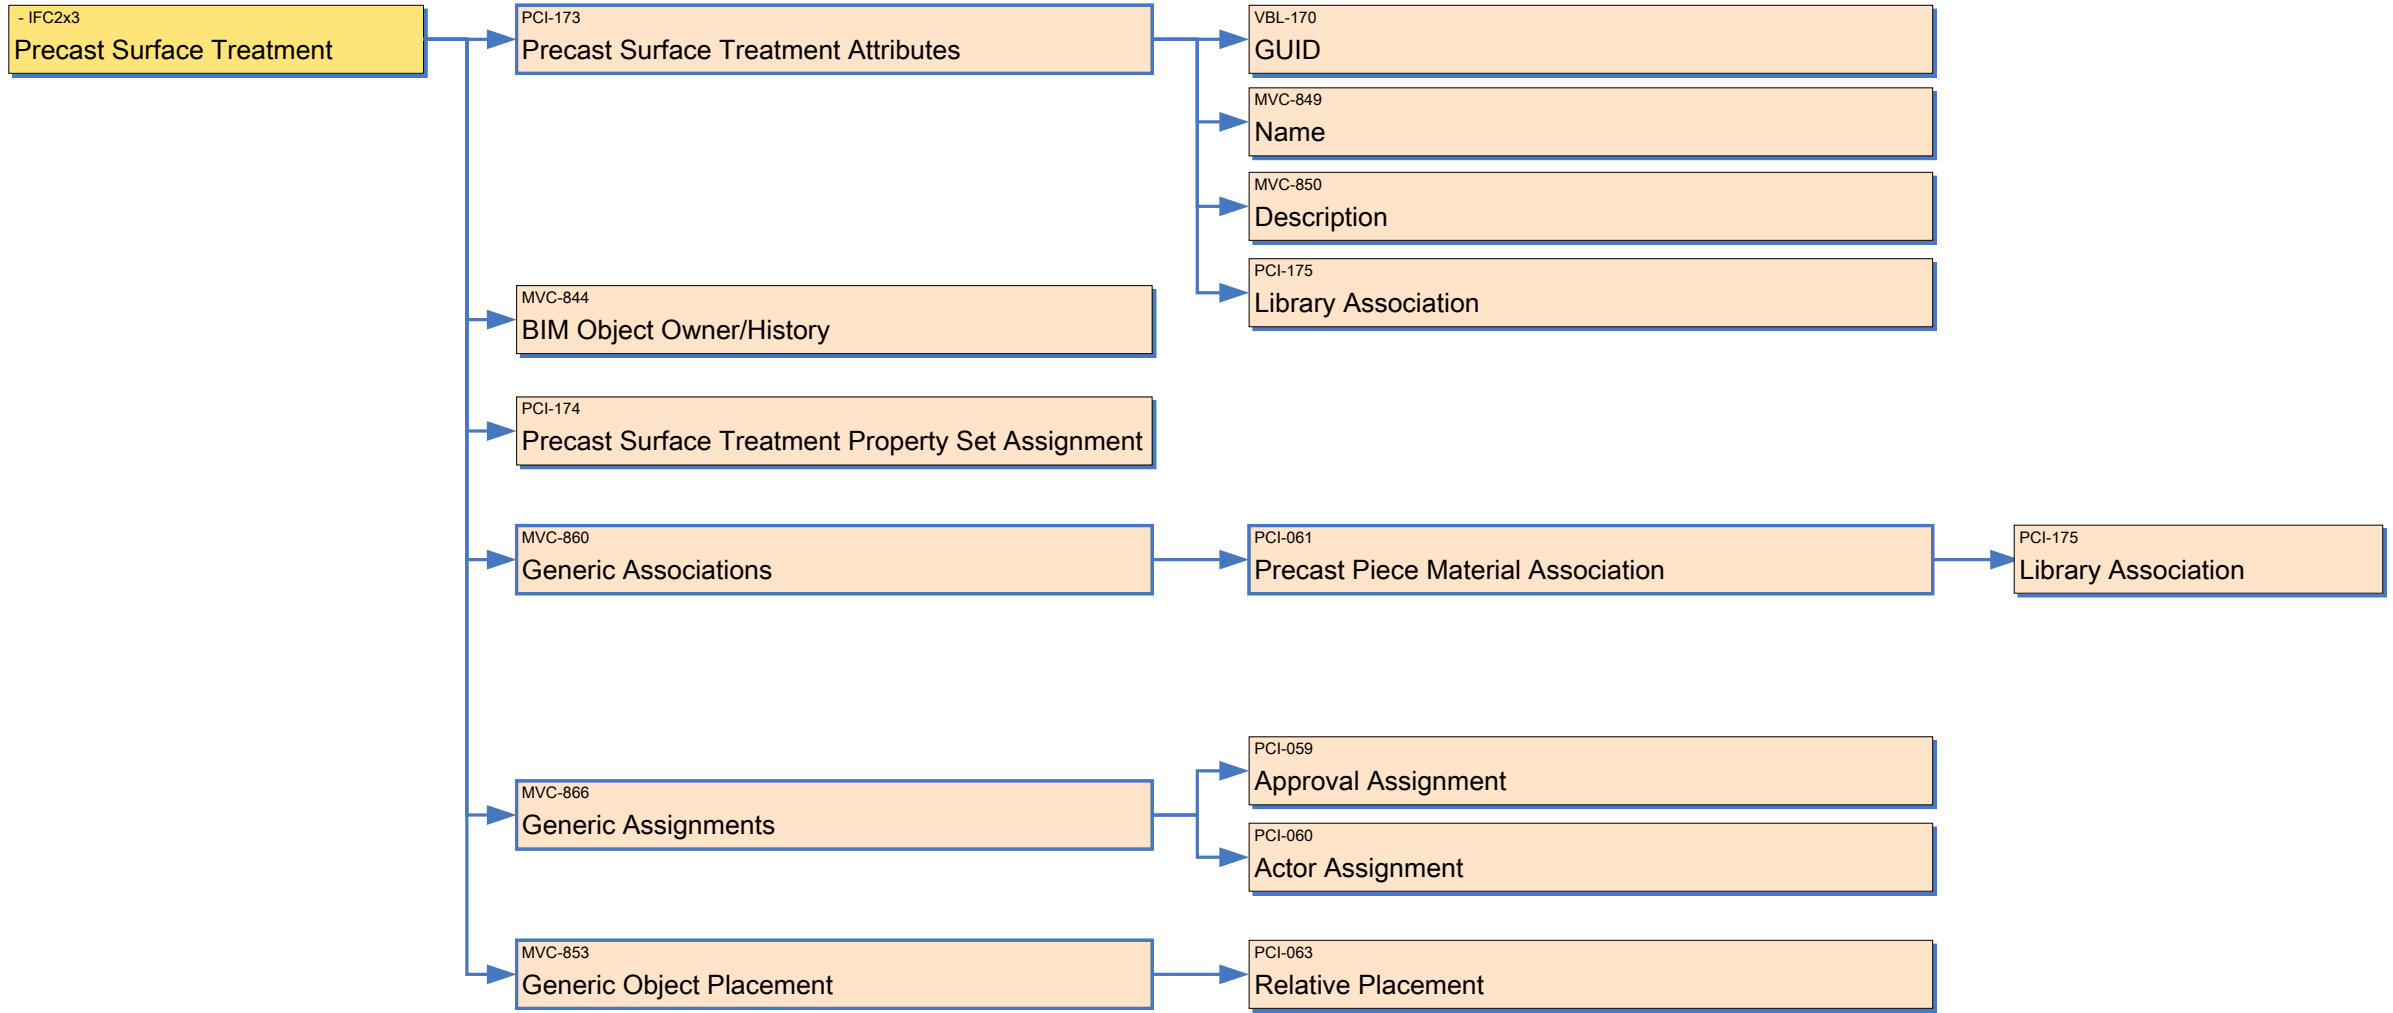 - IFC2x3
Precast Surface Treatment
PCI-173
Precast Surface Treatment Attributes
VBL-170
GUID
MVC-849
Name
MVC-850
Description
PCI-175
Library Association
MVC-844
BIM Object Owner/History
PCI-174
Precast Surface Treatment Property Set Assignment
MVC-860
Generic Associations
PCI-061
Precast Piece Material Association
PCI-175
Library Association
MVC-866
Generic Assignments
PCI-059
Approval Assignment
PCI-060
Actor Assignment
MVC-853
Generic Object Placement
PCI-063
Relative Placement